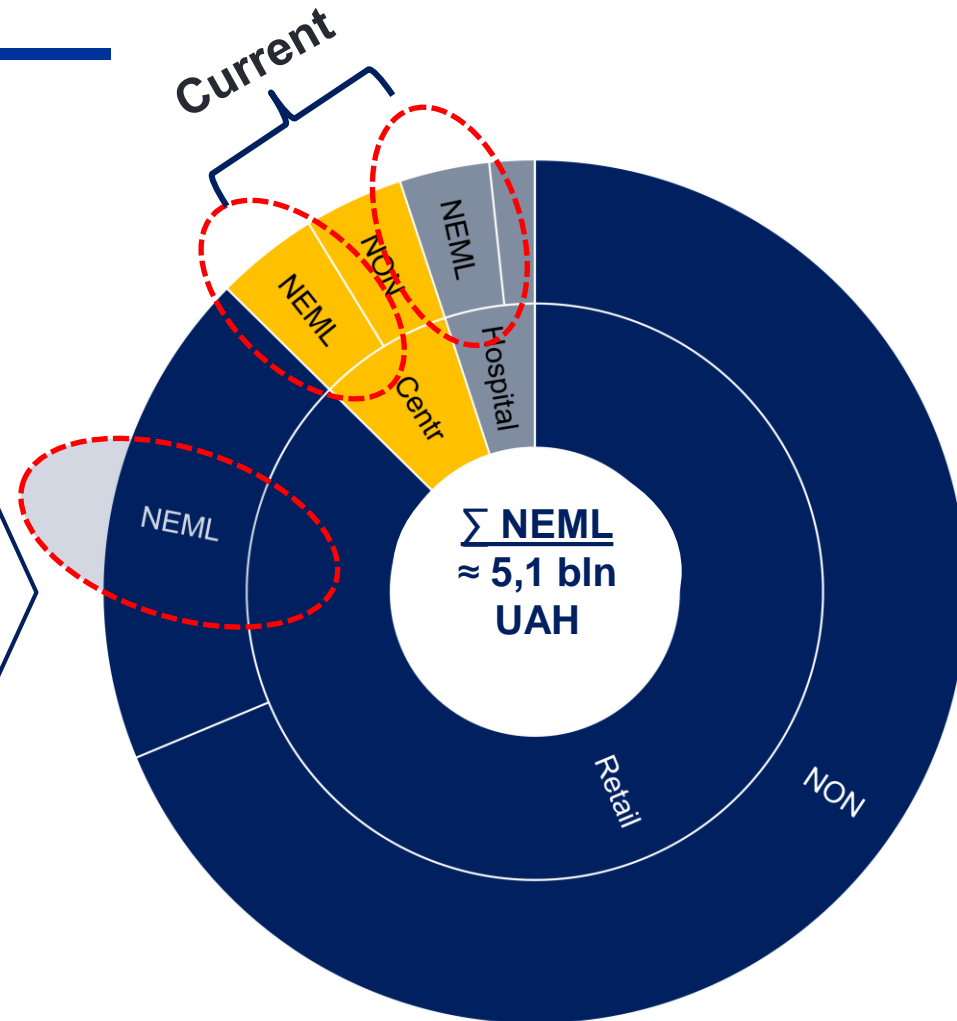 Current
NEML
NON
NEML
Centr
Hospital
NEML
∑ NEML
≈ 5,1 bln
UAH
Retail
NON